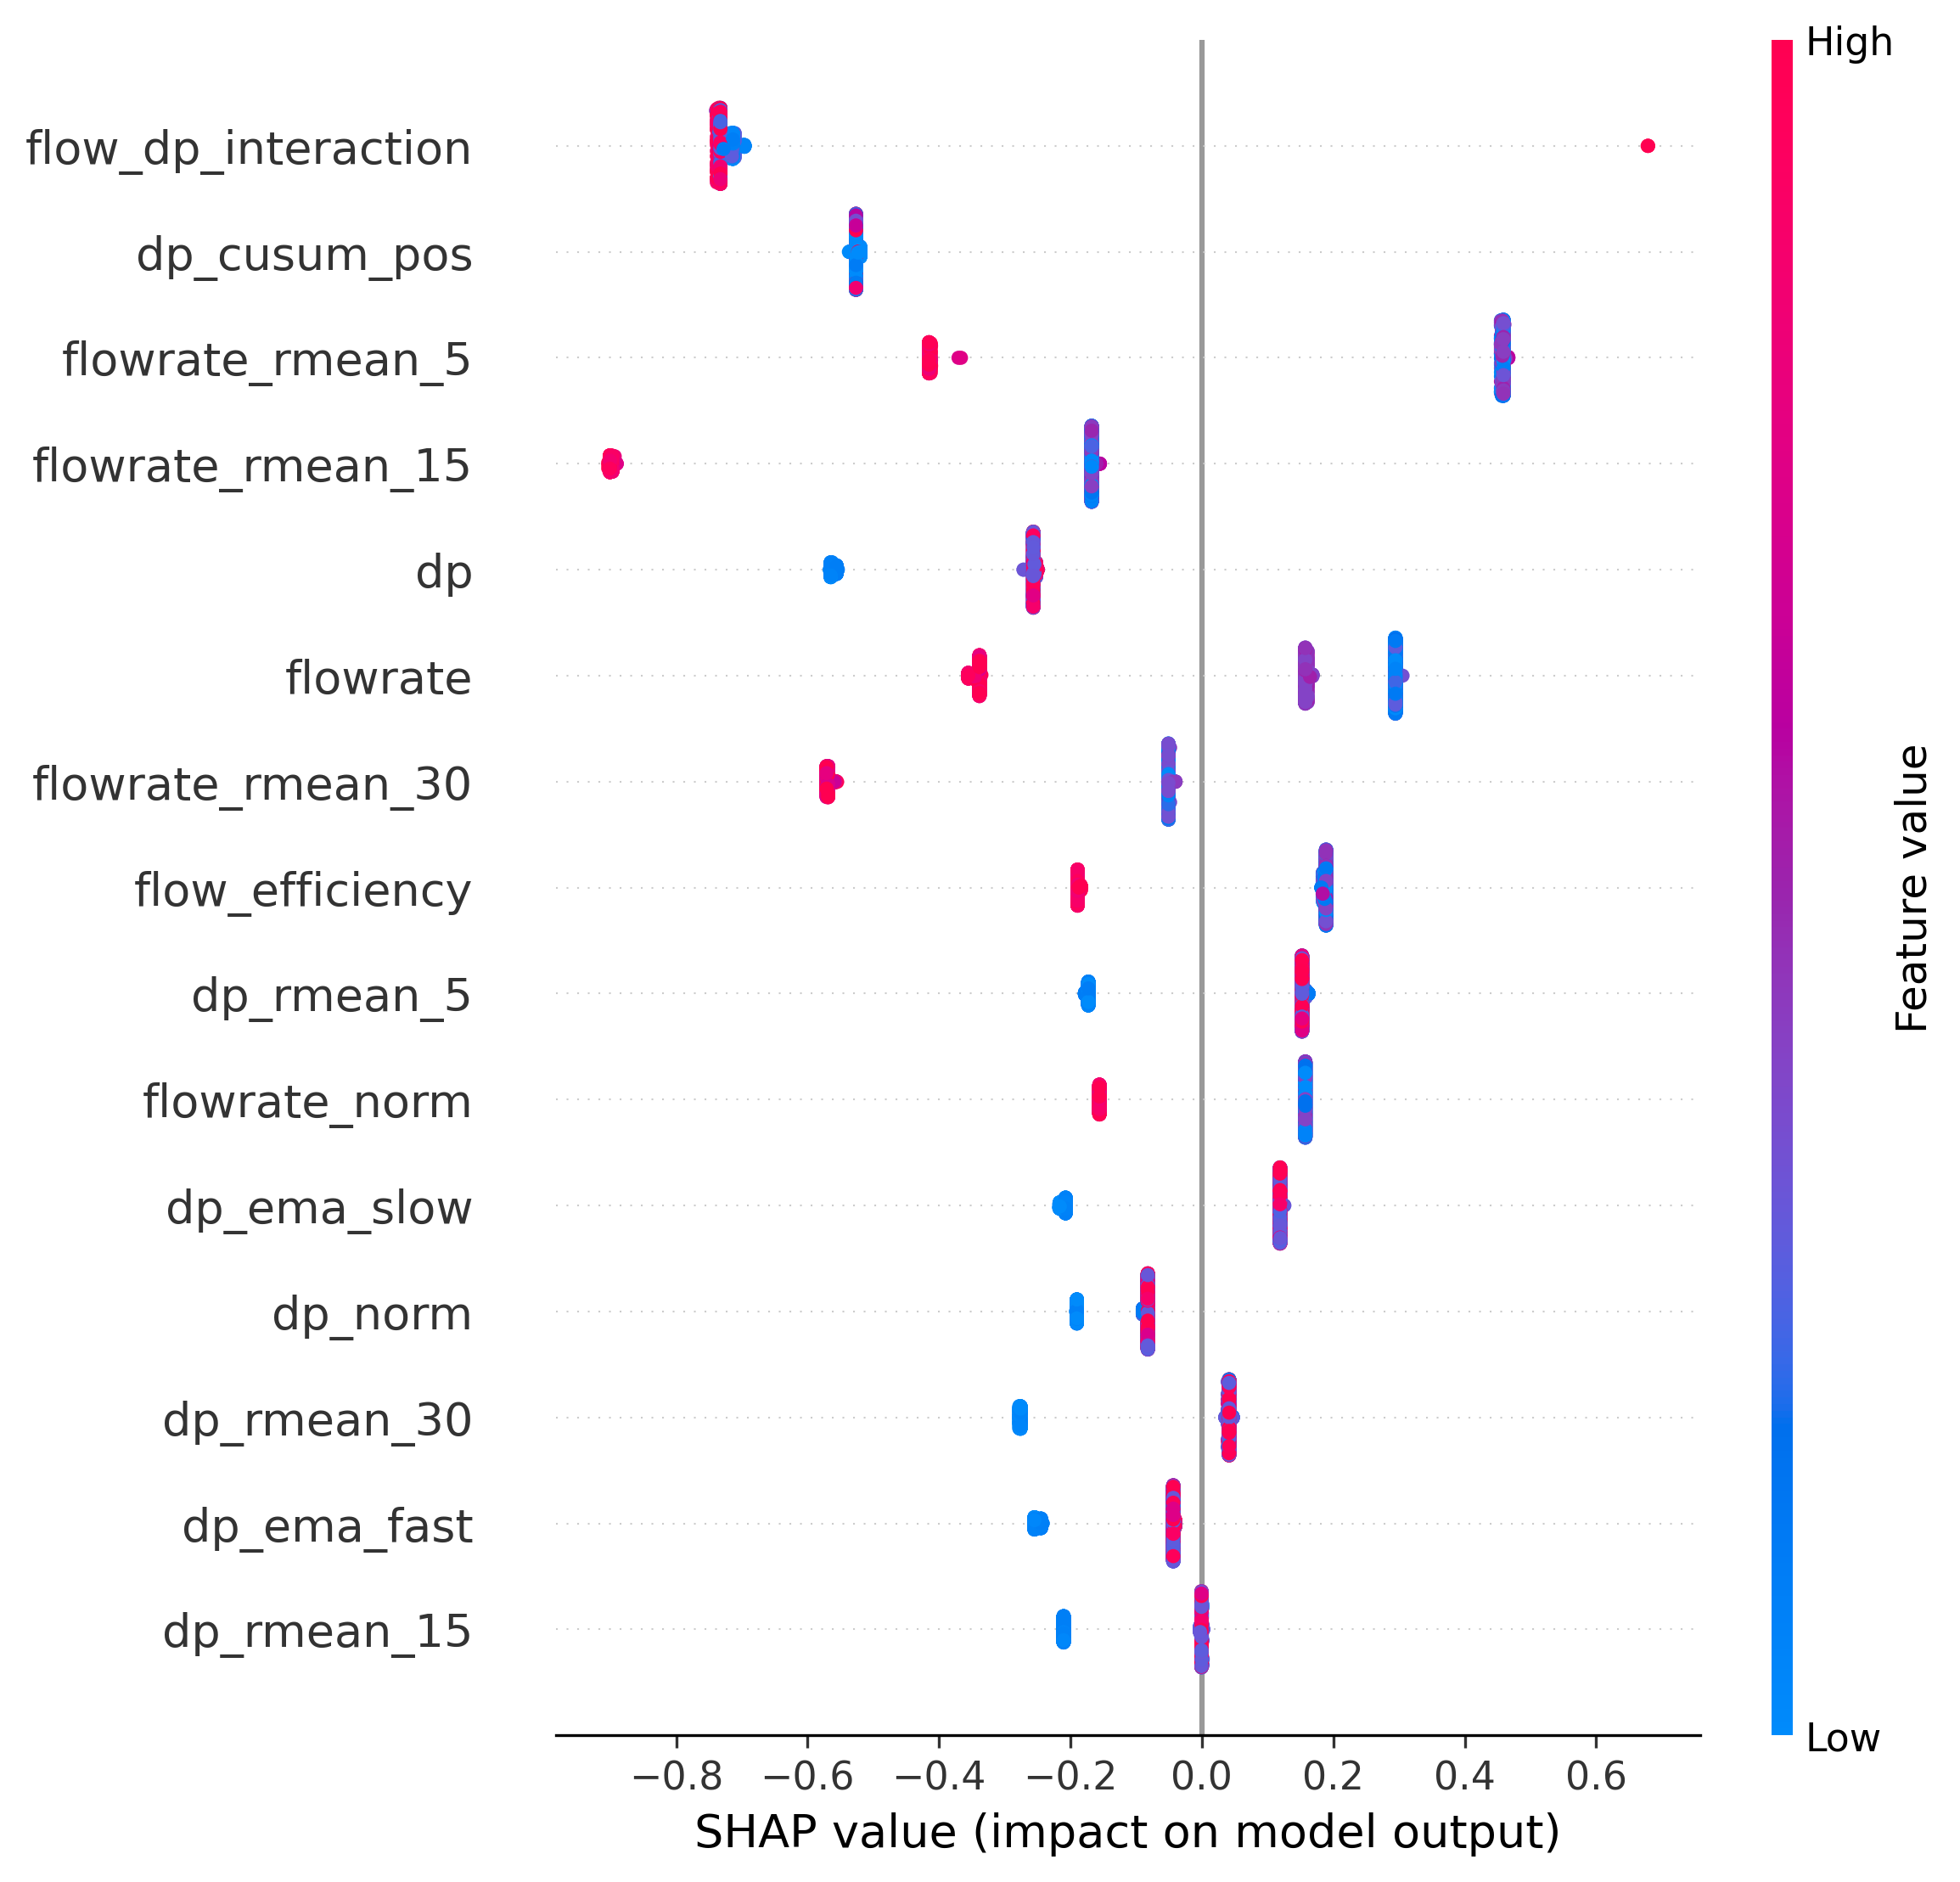 High
flow_dp_interaction
dp_cusum_pos
flowrate_rmean_5
flowrate_rmean_15
dp
flowrate
flowrate_rmean_30
flow_efficiency
dp_rmean_5
flowrate_norm
dp_ema_slow
dp_norm
dp_rmean_30
dp_ema_fast
dp_rmean_15
Feature value
Low
−0.8 −0.6 −0.4 −0.2 0.0 0.2 0.4 0.6
SHAP value (impact on model output)